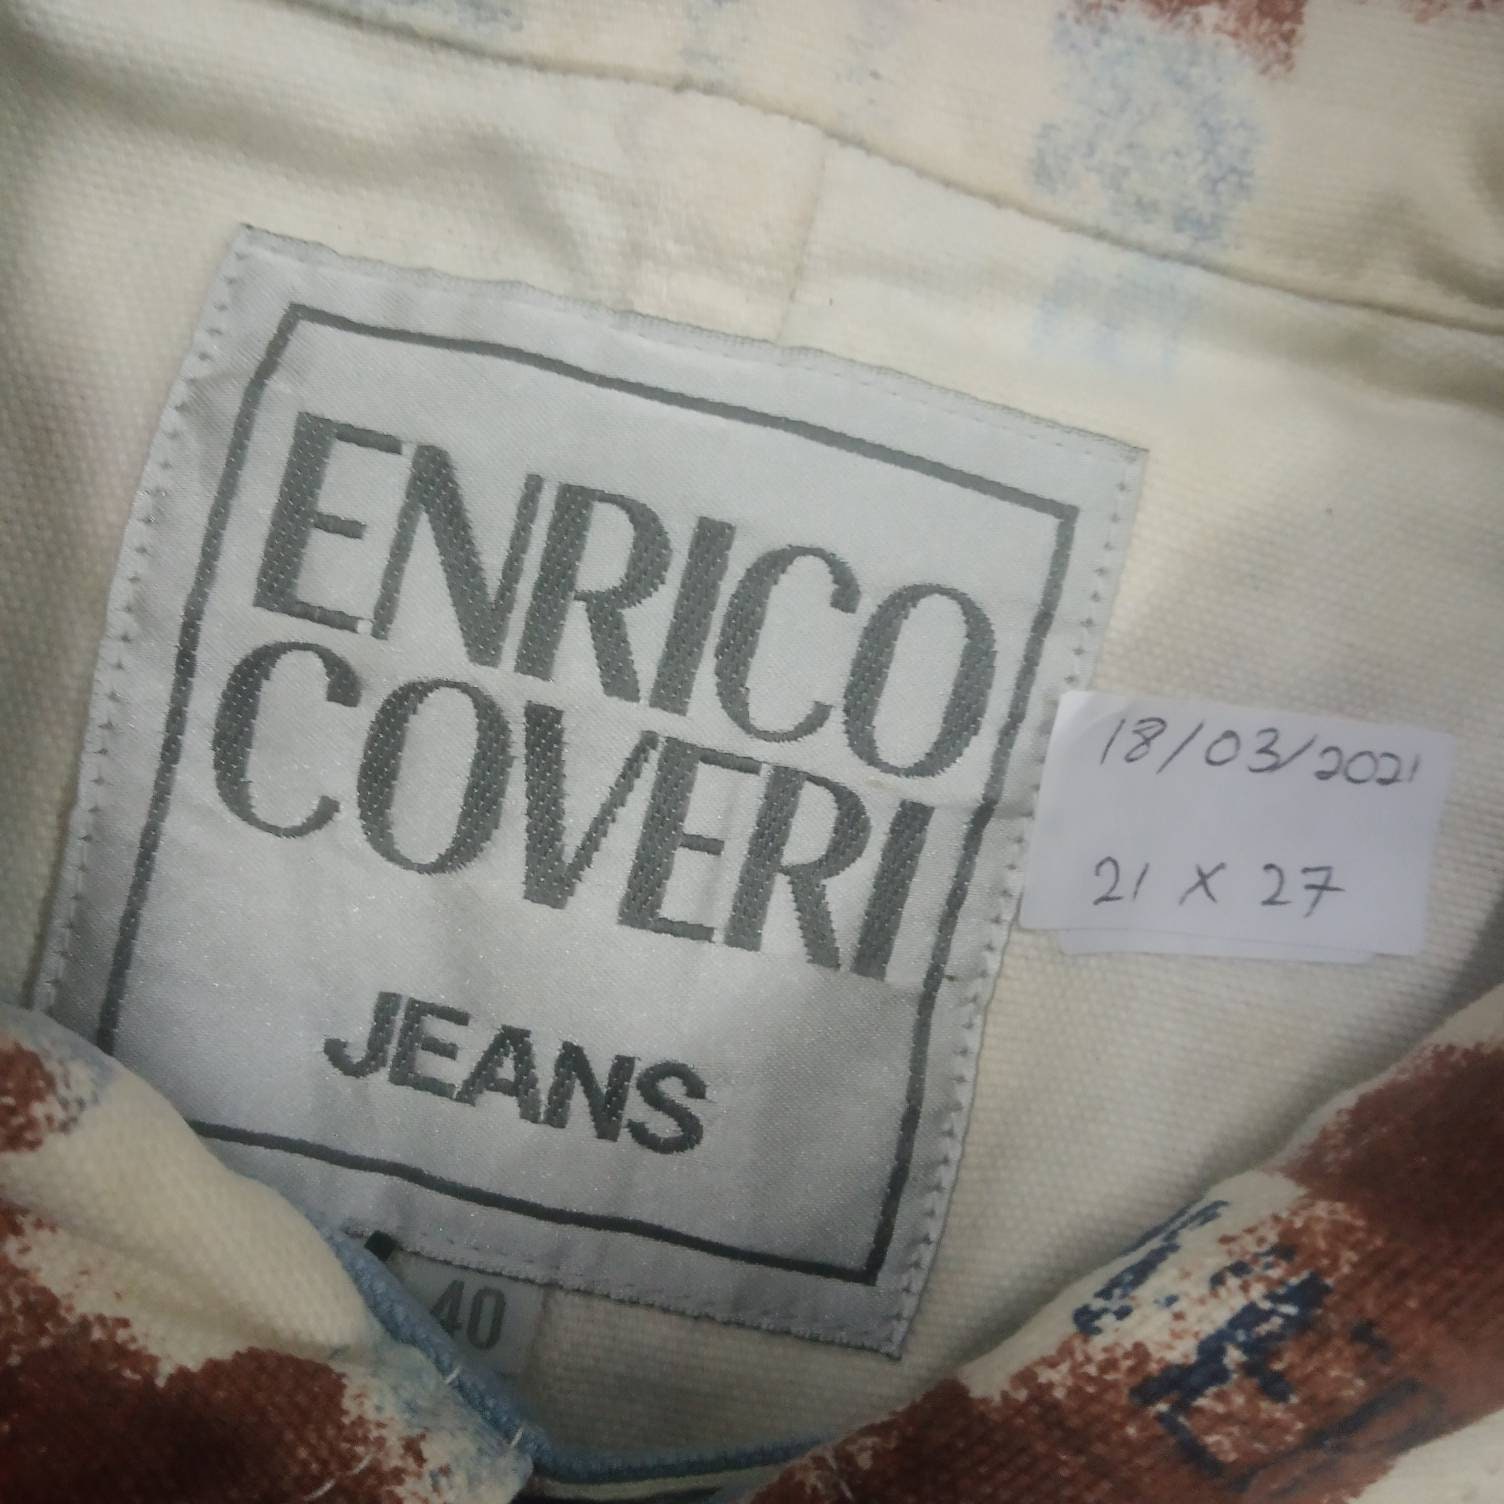 ENRICO
COVERI
JEANS
40
18/03/2021
21 x 27